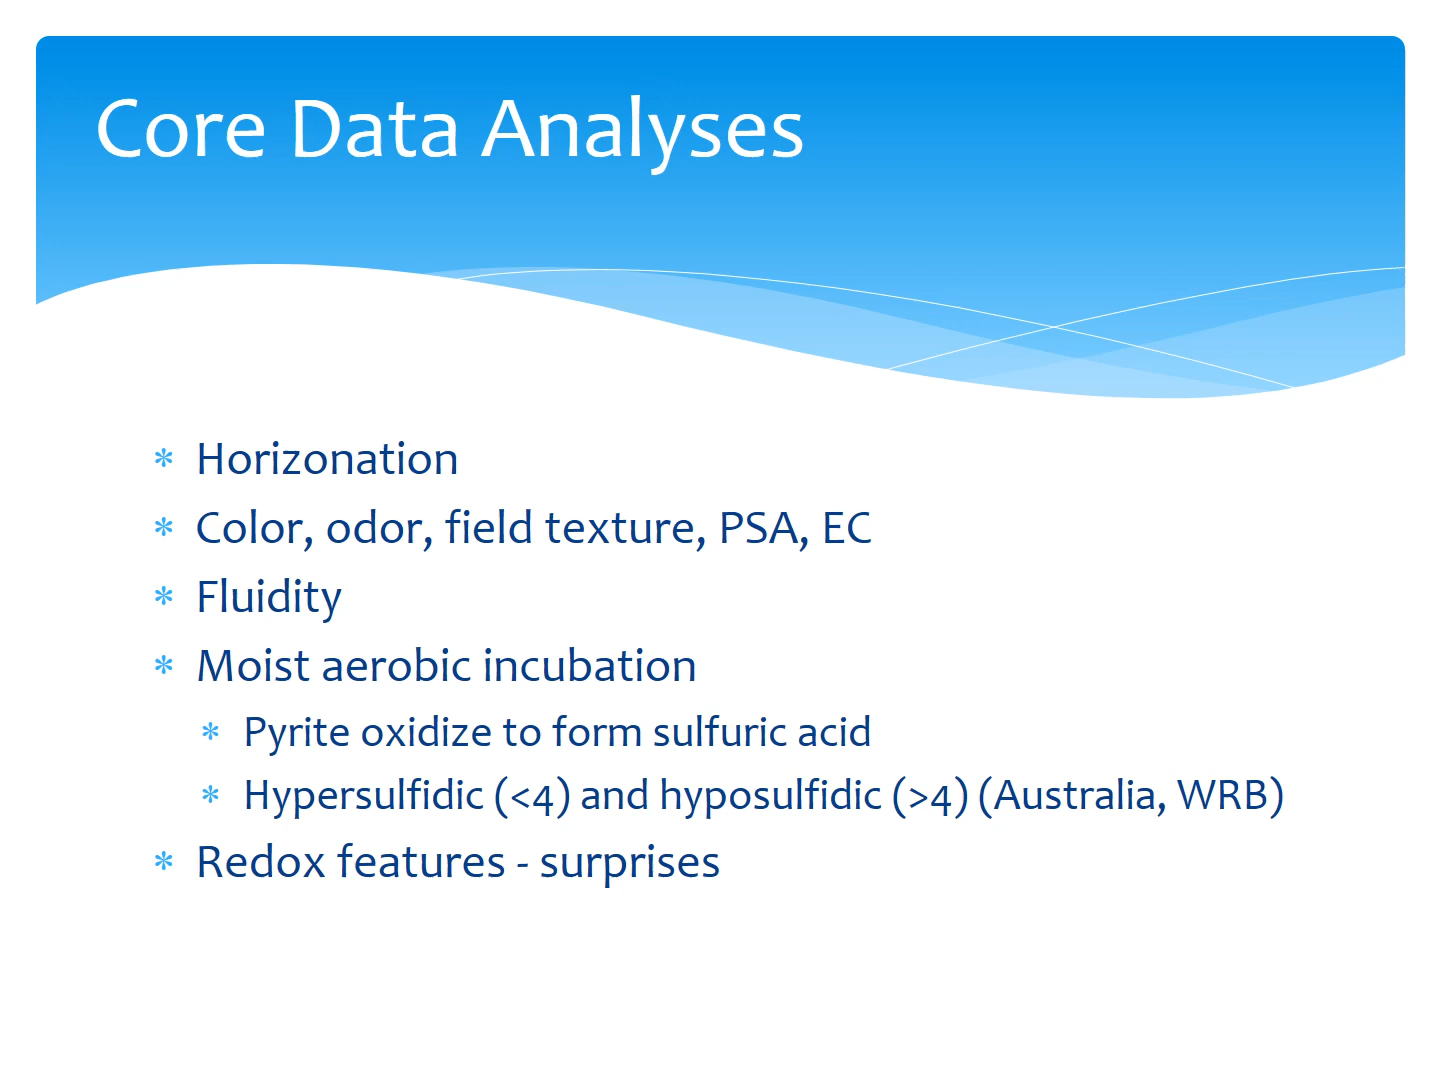 Core Data Analyses
* Horizonation
* Color, odor, field texture, PSA, EC
* Fluidity
* Moist aerobic incubation
* Pyrite oxidize to form sulfuric acid
* Hypersulfidic (<4) and hyposulfidic (>4) (Australia, WRB)
* Redox features - surprises